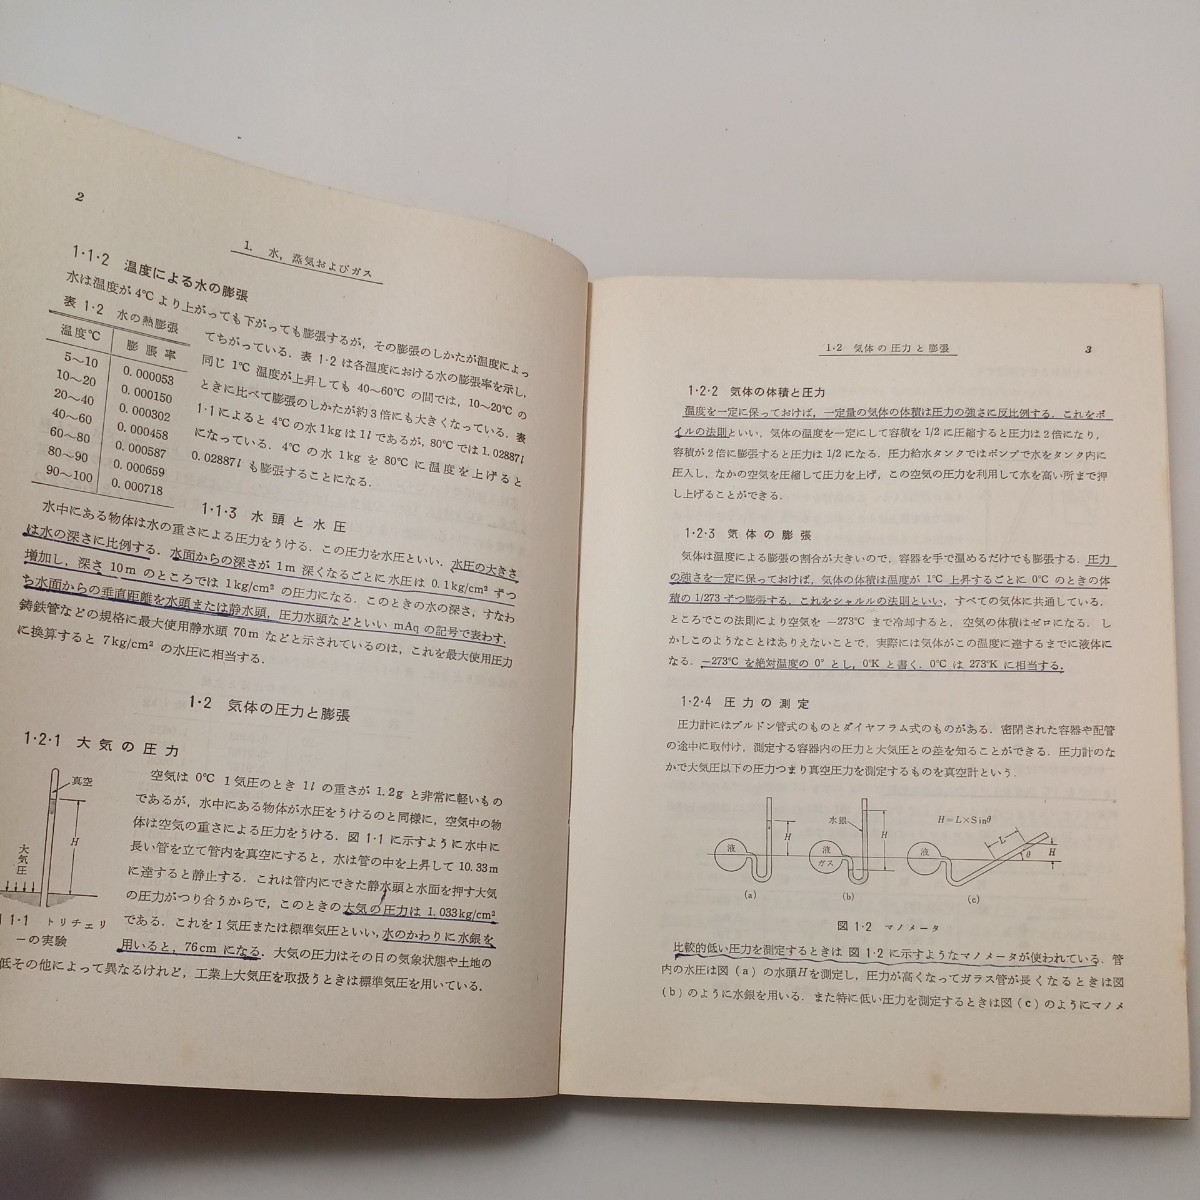 2
1. 水，蒸気およびガス
1·1·2 温度による水の膨張
水は温度が 4℃ より上がっても下がっても膨張するが，その膨張のしかたが温度によっ
てちがっている．表 1·2 は各温度における水の膨張率を示し，
同じ 1℃ 温度が上昇しても 40〜60℃ の間では，10〜20℃ の
ときに比べて膨張のしかたが約3倍にも大きくなっている．表
1·1 によると 4℃ の水 1kg は 1l であるが，80℃ では 1.0288 7l
になっている．4℃ の水 1kg を 80℃ に温度を上げると
0.02887l も膨張することになる．
表 1·2 水の熱膨張
温度℃ 膨張率
5〜10 0.000053
10〜20 0.000150
20〜40 0.000302
40〜60 0.000458
60〜80 0.000587
80〜90 0.000659
90〜100 0.000718
1·1·3 水頭と水圧
水中にある物体は水の重さによる圧力をうける．この圧力を水圧といい，水圧の大きさ
は水の深さに比例する．水面からの深さが 1m 深くなるごとに水圧は 0.1kg/cm² ずつ
増加し，深さ 10m のところでは 1kg/cm² の圧力になる．このときの水の深さ，すなわ
ち水面からの垂直距離を水頭または静水頭，圧力水頭などといい mAq の記号で表わす．
鋳鉄管などの規格に最大使用静水頭 70m などと示されているのは，これを最大使用圧力
に換算すると 7kg/cm² の水圧に相当する．
1·2 気体の圧力と膨張
1·2·1 大気の圧力
空気は 0℃ 1気圧のとき 1l の重さが 1.2g と非常に軽いもの
であるが，水中にある物体が水圧をうけるのと同様に，空気中の物
体は空気の重さによる圧力をうける．図 1·1 に示すように水中に
長い管を立て管内を真空にすると，水は管の中を上昇して 10.33m
に達すると静止する．これは管内にできた静水頭と水面を押す大気
の圧力がつり合うからで，このときの大気の圧力は 1.033kg/cm²
である．これを1気圧または標準気圧といい，水のかわりに水銀を
用いると，76cm になる．大気の圧力はその日の気象状態や土地の
低その他によって異なるけれど，工業上大気圧を取扱うときは標準気圧を用いている．
真空
H
大気圧
1·1 トリチェリ
ーの実験
1·2 気体の圧力と膨張
3
1·2·2 気体の体積と圧力
温度を一定に保っておけば，一定量の気体の体積は圧力の強さに反比例する．これをボ
イルの法則といい，気体の温度を一定にして容積を 1/2 に圧縮すると圧力は2倍になり，
容積が2倍に膨張すると圧力は 1/2 になる．圧力給水タンクではポンプで水をタンク内に
圧入し，なかの空気を圧縮して圧力を上げ，この空気の圧力を利用して水を高い所まで押
し上げることができる．
1·2·3 気体の膨張
気体は温度による膨張の割合が大きいので，容器を手で温めるだけでも膨張する．圧力
の強さを一定に保っておけば，気体の体積は温度が 1℃ 上昇するごとに 0℃ のときの体
積の 1/273 ずつ膨張する．これをシャルルの法則といい，すべての気体に共通している．
ところでこの法則により空気を −273℃ まで冷却すると，空気の体積はゼロになる．し
かしこのようなことはありえないことで，実際には気体がこの温度に達するまでに液体に
なる．−273℃ を絶対温度の 0° とし，0°K と書く．0℃ は 273°K に相当する．
1·2·4 圧力の測定
圧力計にはブルドン管式のものとダイヤフラム式のものがある．密閉された容器や配管
の途中に取付け，測定する容器内の圧力と大気圧との差を知ることができる．圧力計のな
かで大気圧以下の圧力つまり真空圧力を測定するものを真空計という．
液
H
(a)
水銀
液
ガス
H
(b)
H=L×Sinθ
液
L
θ
H
(c)
図 1·2 マノメータ
比較的低い圧力を測定するときは 図 1·2 に示すようなマノメータが使われている．管
内の水圧は図 (a) の水頭Hを測定し，圧力が高くなってガラス管が長くなるときは図
(b) のように水銀を用いる．また特に低い圧力を測定するときは図 (c) のようにマノメ